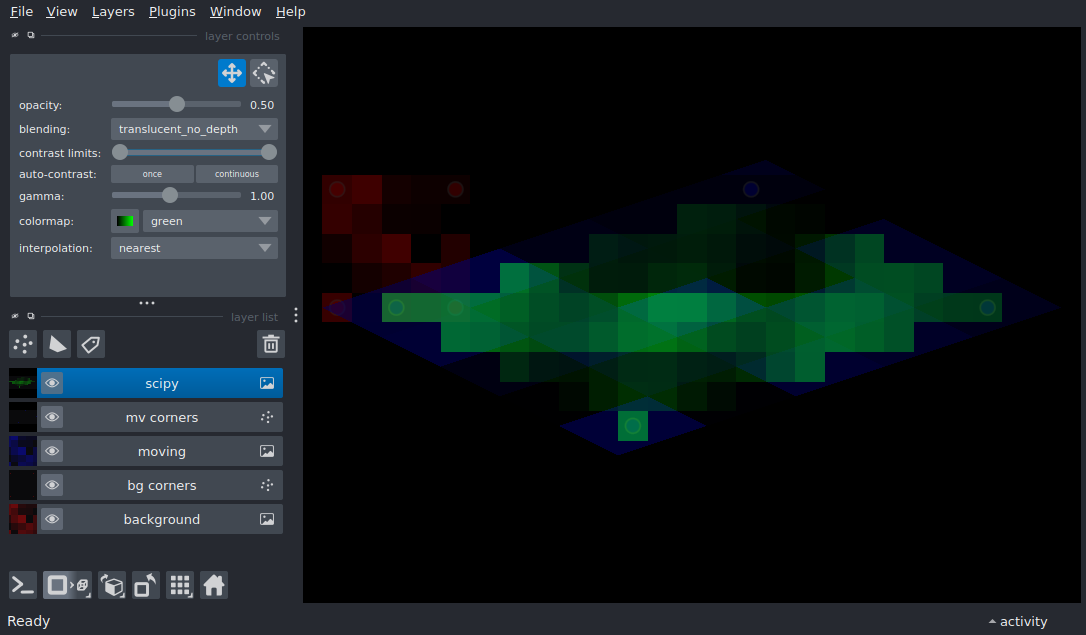 File View Layers Plugins Window Help
layer controls
opacity: 0.50
blending: translucent_no_depth
contrast limits:
auto-contrast: once continuous
gamma: 1.00
colormap: green
interpolation: nearest
layer list
scipy
mv corners
moving
bg corners
background
Ready activity